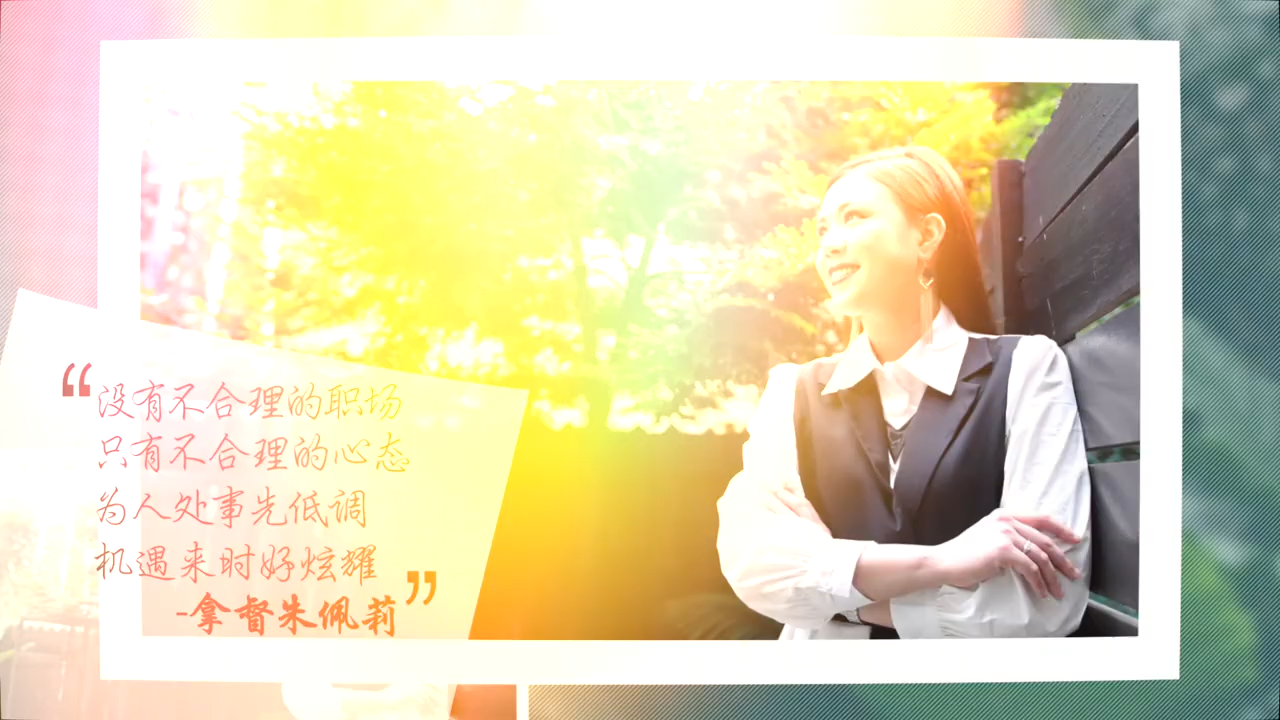 “没有不合理的职场
只有不合理的心态
为人处事先低调
机遇来时好炫耀
-拿督朱佩莉”